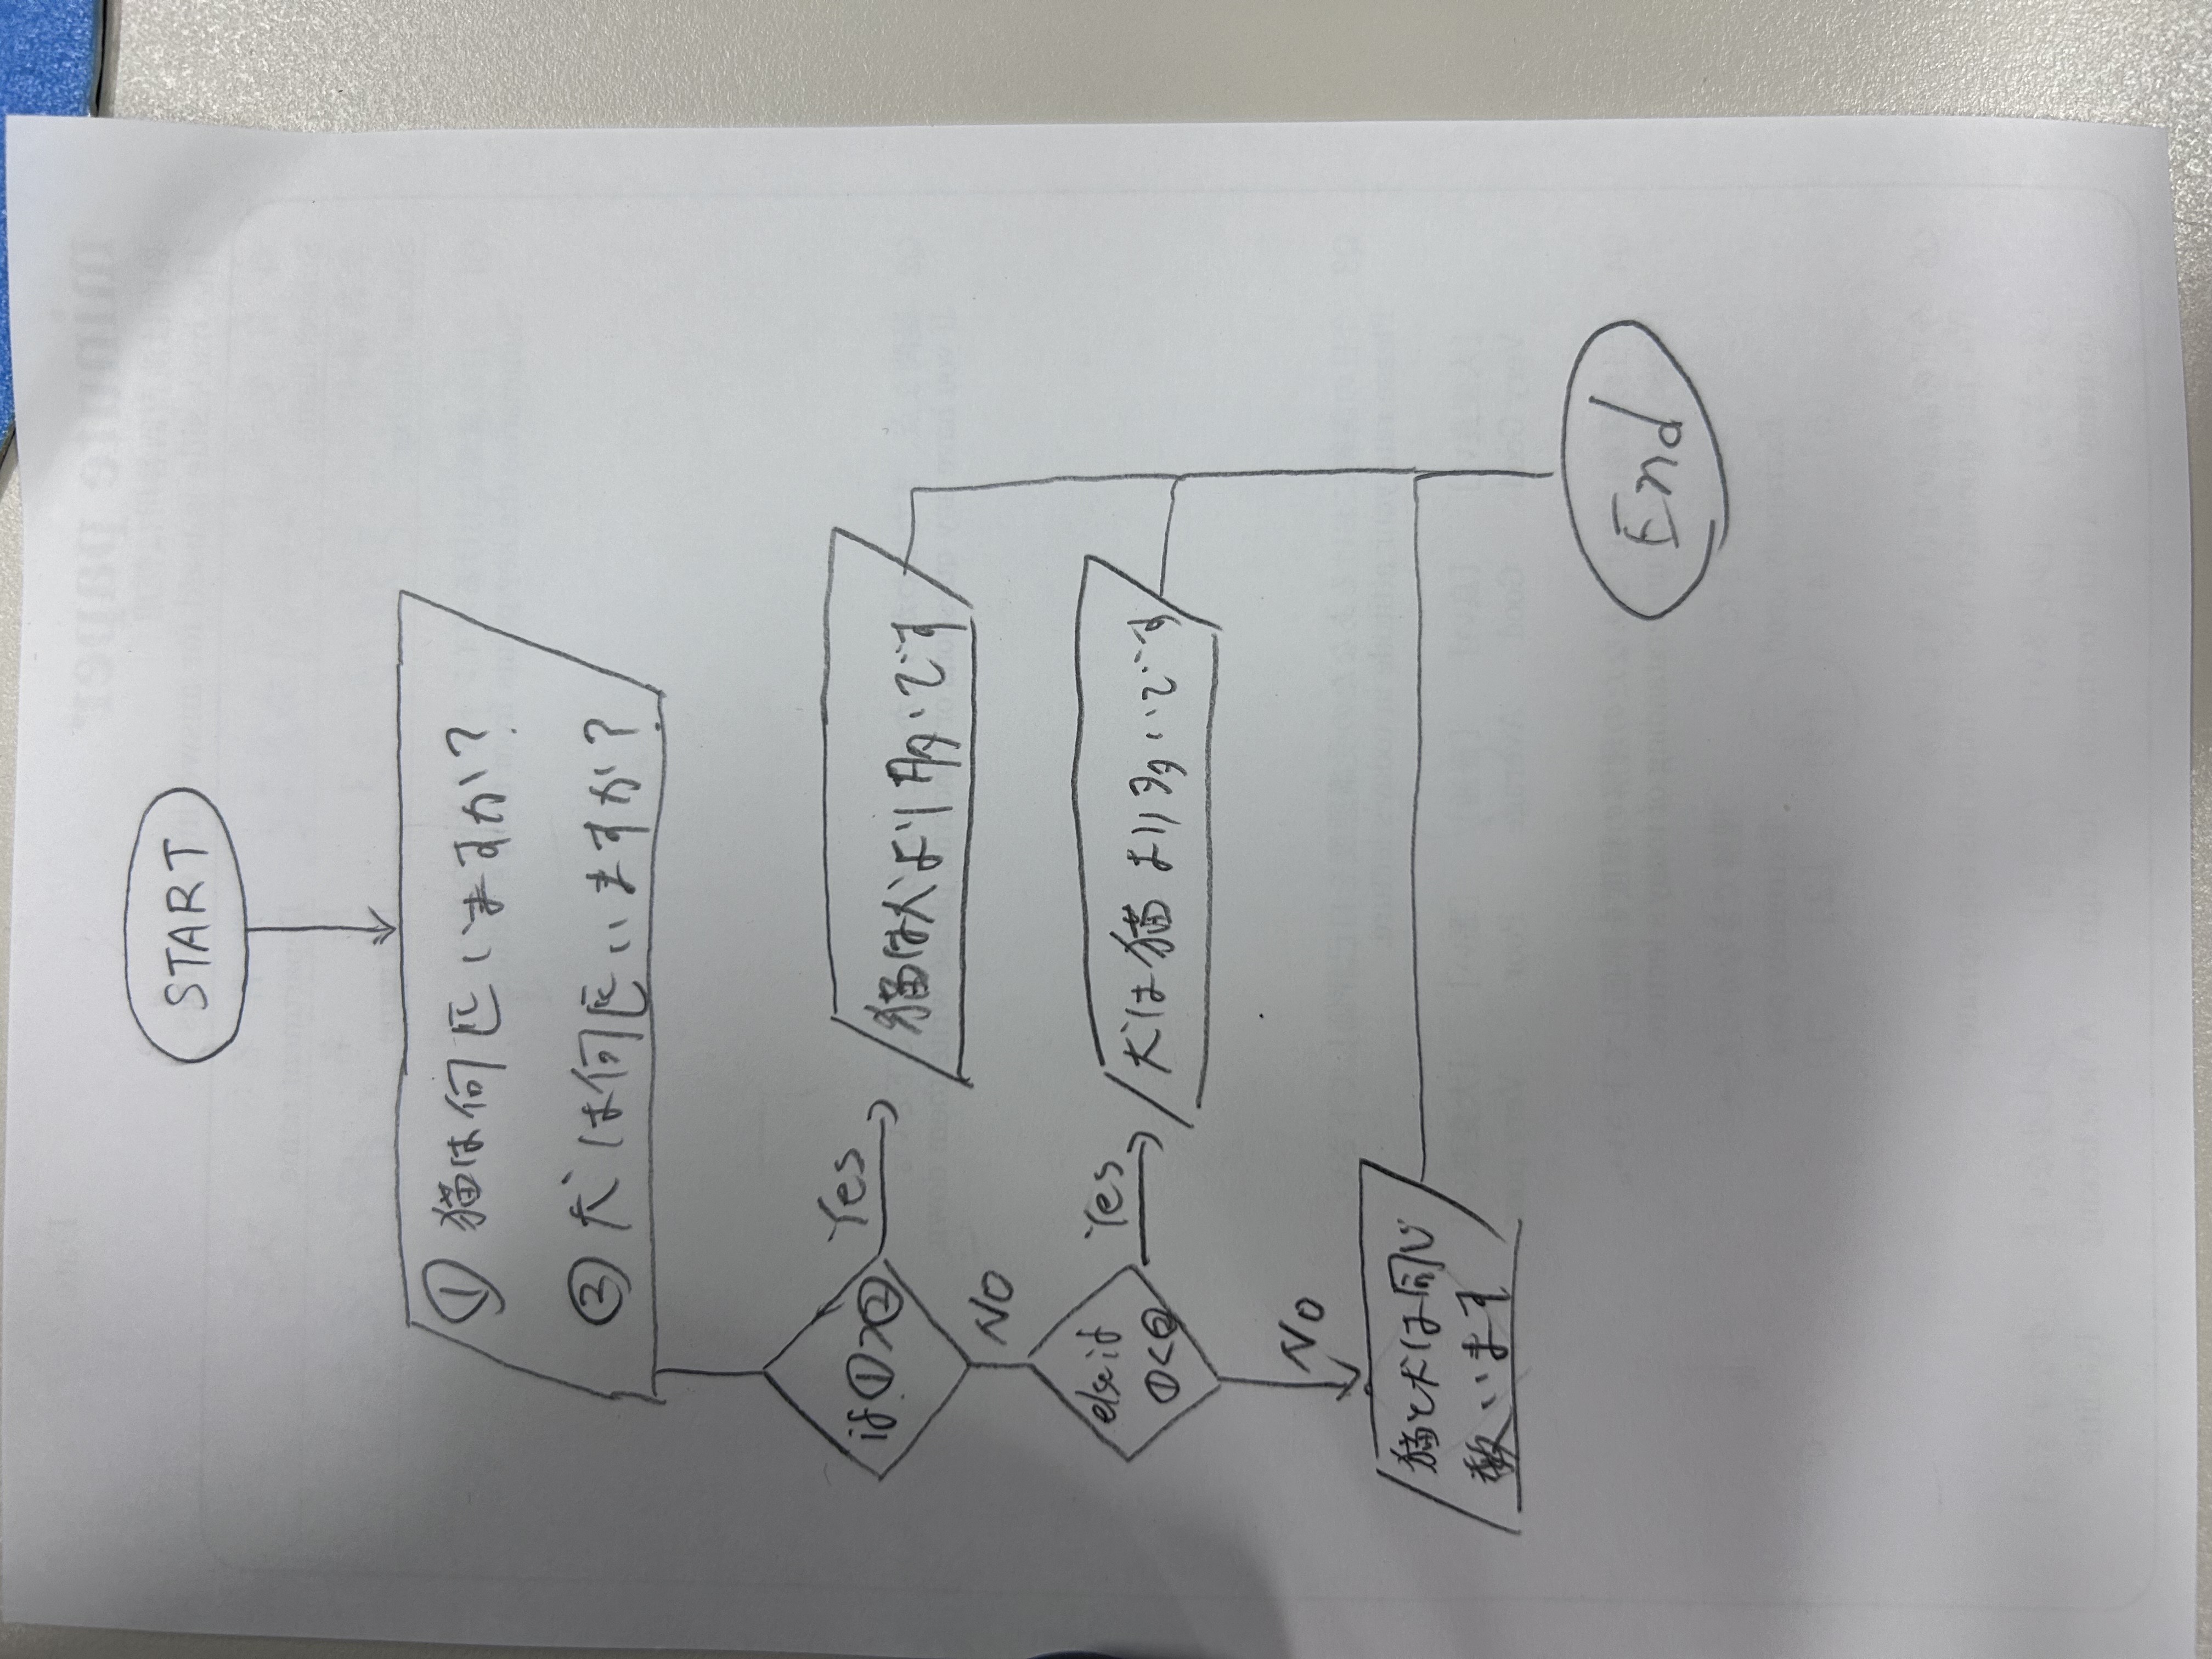 START
① 猫は何匹いますか?
② 犬は何匹いますか?
if ①>②
Yes
猫は犬より多いです
No
else if
①<②
Yes
犬は猫より多いです
No
猫と犬は同じ
数います
End
minute paper
Date